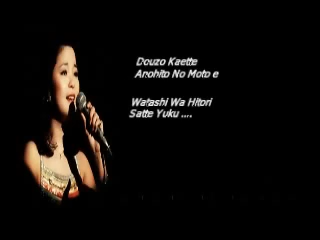 Douzo Kaette
Anohito No Moto e
Watashi Wa Hitori
Satte Yuku ....